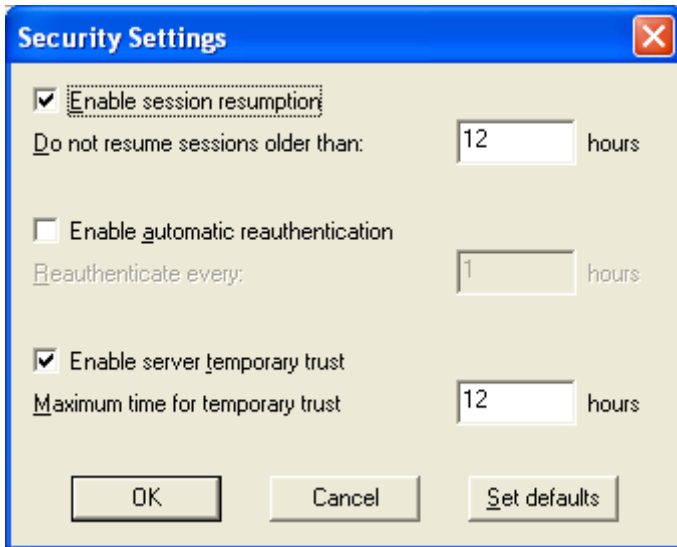 Security Settings
Enable session resumption
Do not resume sessions older than: 12 hours
Enable automatic reauthentication
Reauthenticate every: 1 hours
Enable server temporary trust
Maximum time for temporary trust 12 hours
OK Cancel Set defaults